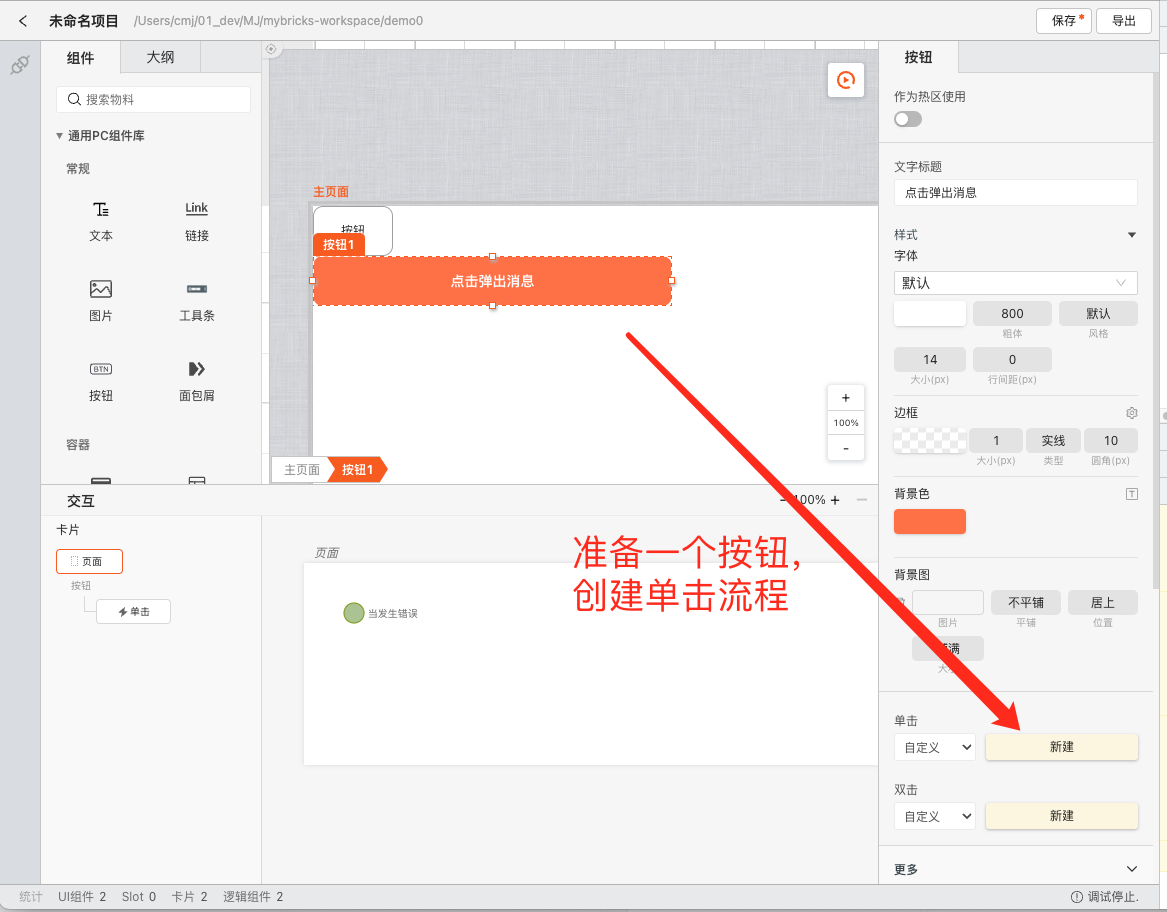 未命名项目
/Users/cmj/01_dev/MJ/mybricks-workspace/demo0
保存*
导出
组件
大纲
搜索物料
通用PC组件库
常规
文本
Link
链接
图片
工具条
BTN
按钮
面包屑
容器
主页面
按钮
按钮1
点击弹出消息
+
100%
-
主页面
按钮1
交互
- 100% +
卡片
页面
按钮
单击
页面
当发生错误
准备一个按钮，
创建单击流程
按钮
作为热区使用
文字标题
点击弹出消息
样式
字体
默认
800
默认
粗体
风格
14
0
大小(px)
行间距(px)
边框
1
实线
10
大小(px)
类型
圆角(px)
背景色
T
背景图
不平铺
居上
图片
平铺
位置
满
单击
自定义
新建
双击
自定义
新建
更多
统计
UI组件 2
Slot 0
卡片 2
逻辑组件 2
调试停止.